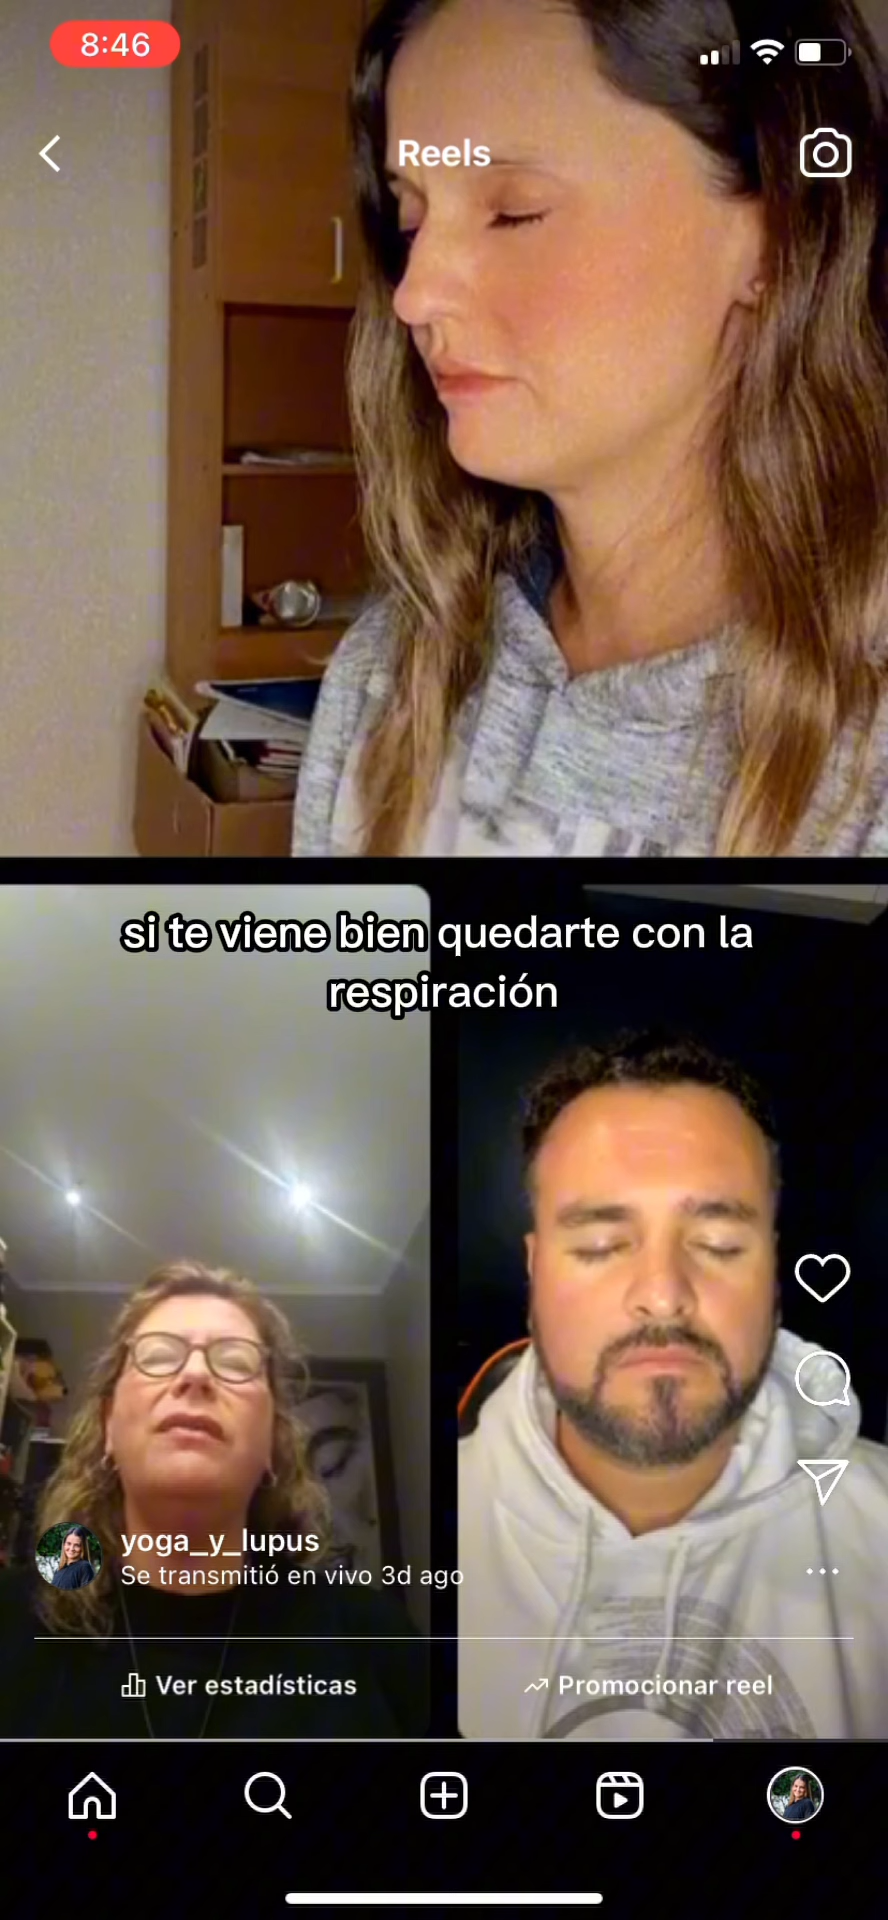 8:46
Reels
si te viene bien quedarte con la
respiración
yoga_y_lupus
Se transmitió en vivo 3d ago
Ver estadísticas
Promocionar reel